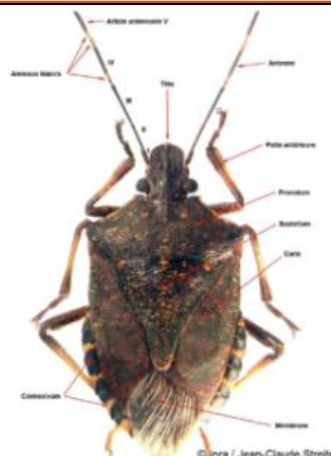 Article antennaire V
Anneaux blancs
IV
III
II
I
Antenne
Tête
Patte antérieure
Pronotum
Scutellum
Corie
Connexivum
Membrane
©Inra / Jean-Claude Streito